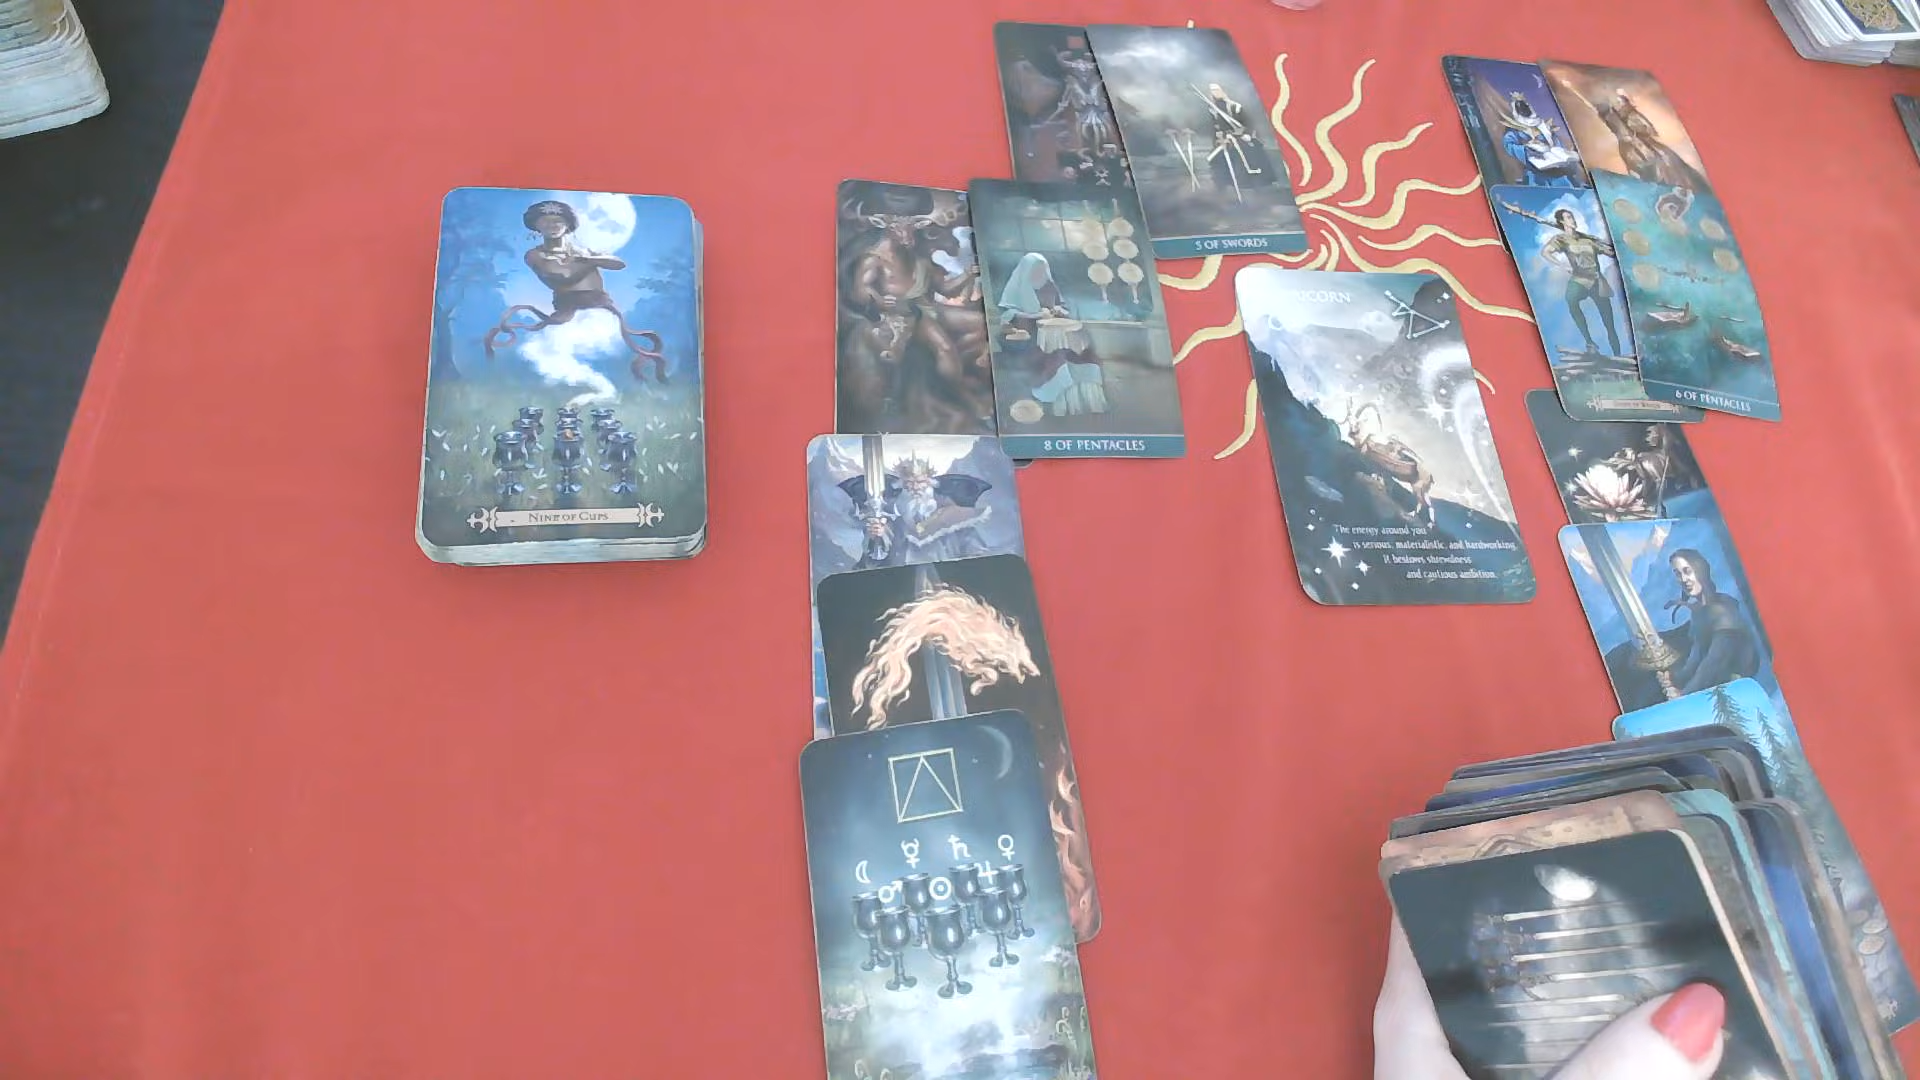 5 OF SWORDS
6 OF PENTACLES
8 OF PENTACLES
NINE OF CUPS
The energy around you
is serious, materialistic, and hardworking.
It bestows shrewdness
and cautious ambition.